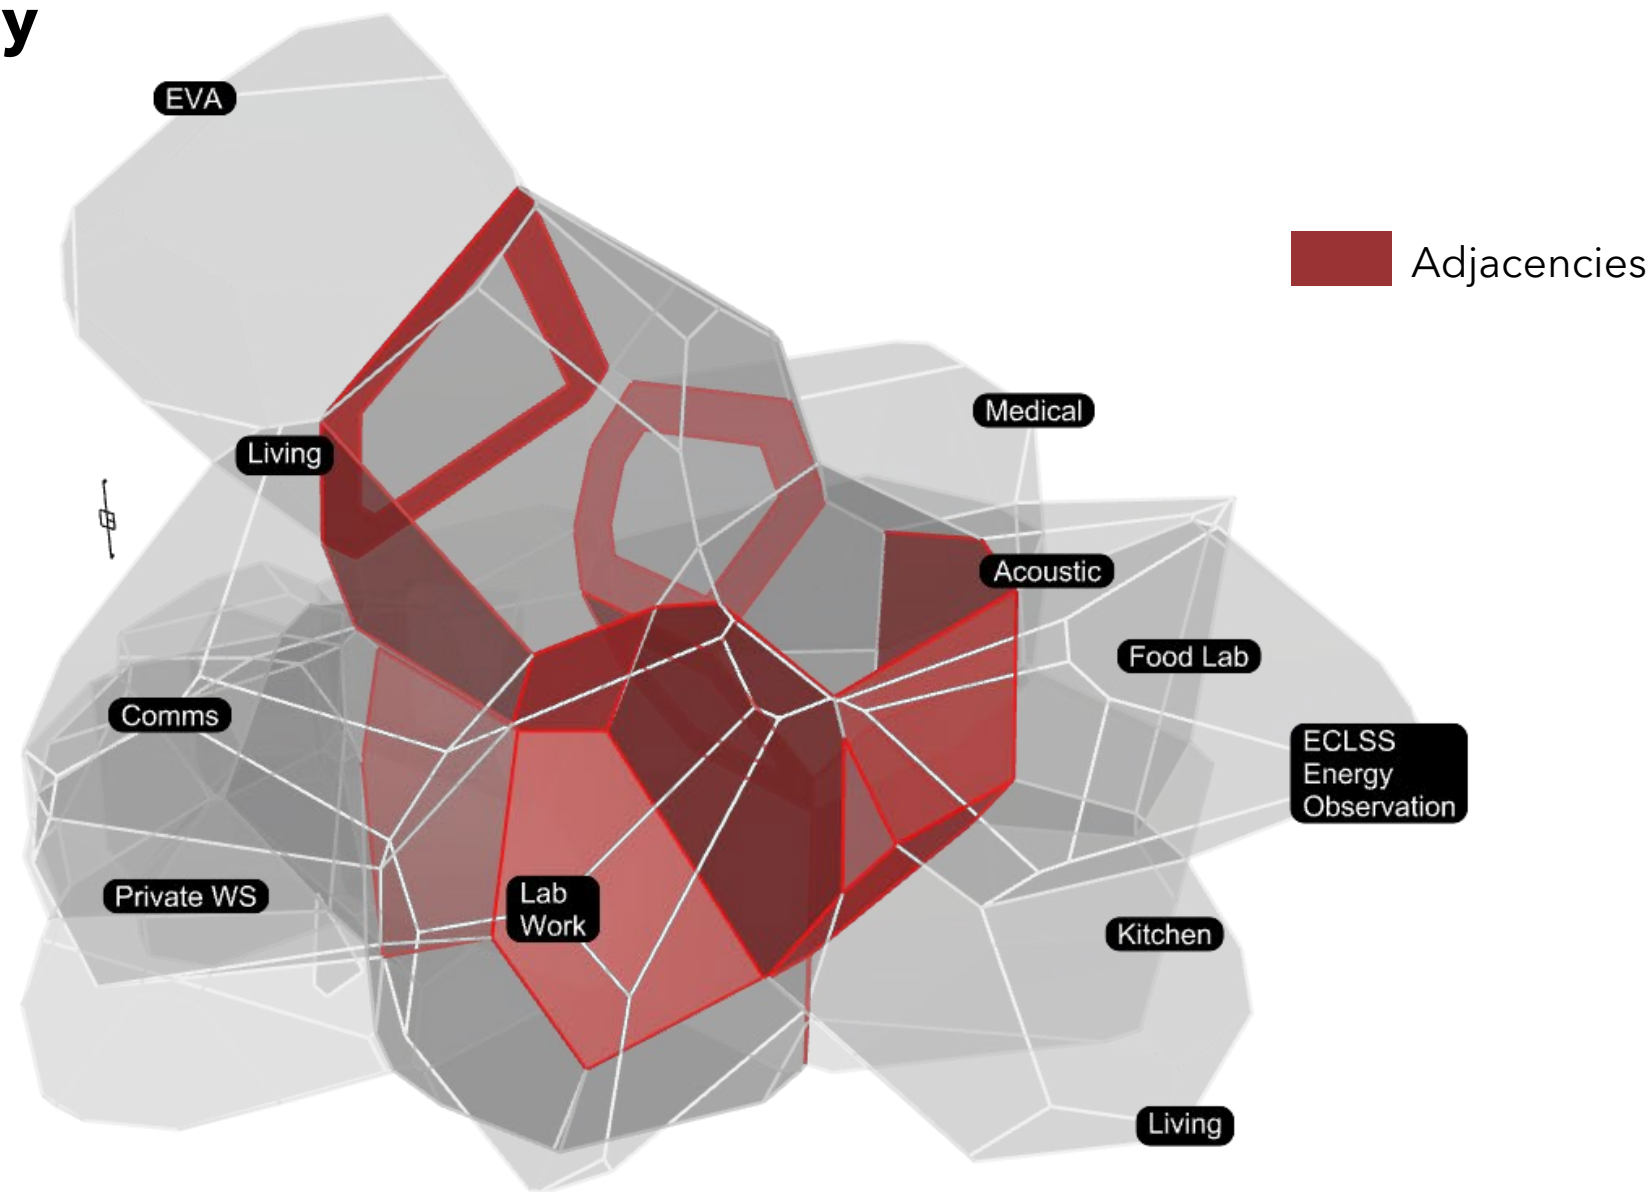 y
EVA
Adjacencies
Medical
Living
Acoustic
Food Lab
Comms
ECLSS
Energy
Observation
Private WS
Lab
Work
Kitchen
Living